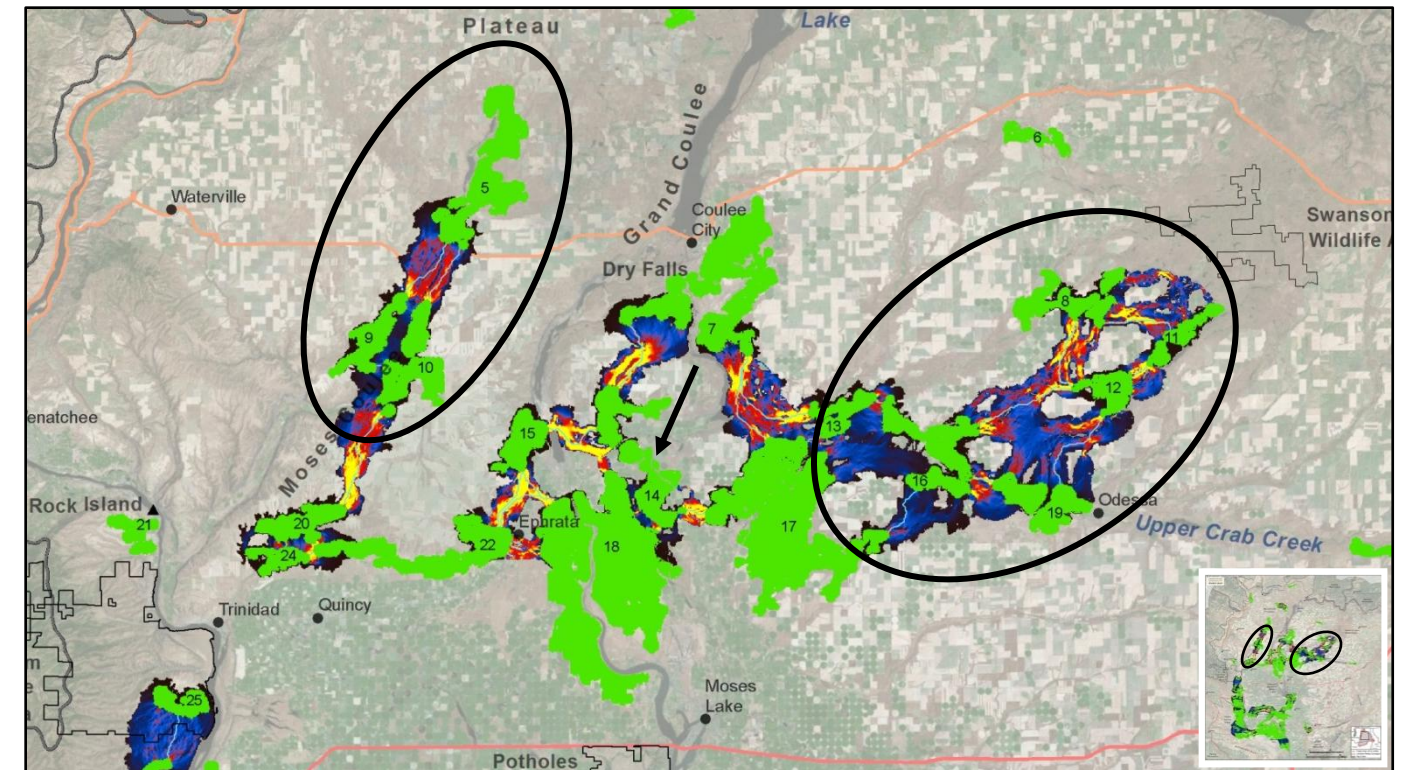 Plateau
Lake
Grand Coulee
6
5
Waterville
Coulee
City
Swanson
Wildlife A
Dry Falls
8
7
11
9
10
12
enatchee
13
15
Moses
16
14
Odessa
Rock Island
19
20
21
17
Ephrata
Upper Crab Creek
22
18
24
Trinidad
Quincy
m
e
25
Moses
Lake
Potholes